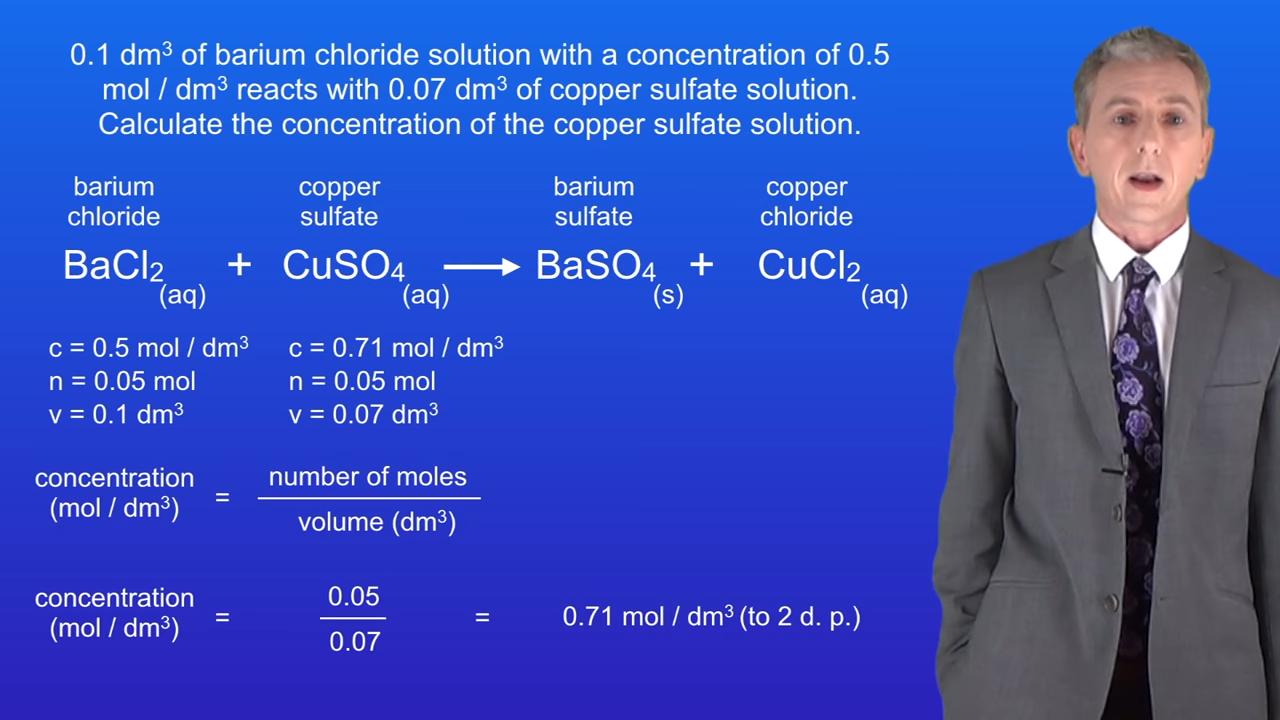 0.1 dm³ of barium chloride solution with a concentration of 0.5
mol / dm³ reacts with 0.07 dm³ of copper sulfate solution.
Calculate the concentration of the copper sulfate solution.
barium chloride
copper sulfate
barium sulfate
copper chloride
BaCl₂(aq) + CuSO₄(aq) ⟶ BaSO₄(s) + CuCl₂(aq)
c = 0.5 mol / dm³
n = 0.05 mol
v = 0.1 dm³
c = 0.71 mol / dm³
n = 0.05 mol
v = 0.07 dm³
concentration (mol / dm³) = number of moles / volume (dm³)
concentration (mol / dm³) = 0.05 / 0.07 = 0.71 mol / dm³ (to 2 d. p.)